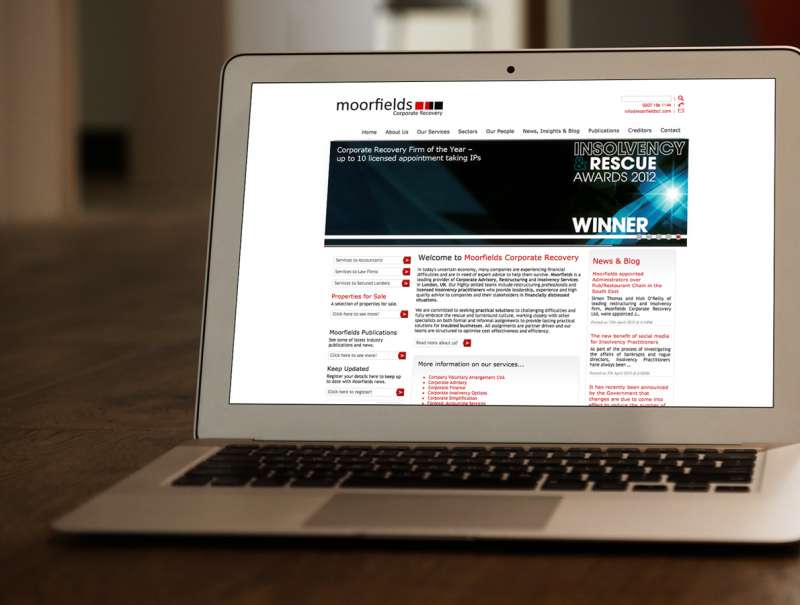 moorfields
Corporate Recovery
0207 186 1144
Home About Us Our Services Sectors Our People News, Insights & Blog Publications Creditors Contact
Corporate Recovery Firm of the Year –
up to 10 licensed appointment taking IPs
INSOLVENCY
& RESCUE
AWARDS 2012
WINNER
Services to Accountants
Services to Law Firms
Services to Secured Lenders
Properties for Sale
A selection of properties for sale.
Click here to see more!
Moorfields Publications
See some of latest industry
publications and news.
Click here to see more!
Keep Updated
Register your details here to keep up
to date with Moorfields news.
Click here to register!
Welcome to Moorfields Corporate Recovery
In today's uncertain economy, many companies are experiencing financial
difficulties and are in need of expert advice to help them survive. Moorfields is a
leading provider of Corporate Advisory, Restructuring and Insolvency Services
in London, UK. Our highly skilled teams include restructuring professionals and
licensed insolvency practitioners who provide leadership, experience and high
quality advice to companies and their stakeholders in financially distressed
situations.
We are committed to seeking practical solutions to challenging difficulties and
fully embrace the rescue and turnaround culture, working closely with other
specialists on both formal and informal assignments to provide lasting practical
solutions for troubled businesses. All assignments are partner driven and our
teams are structured to optimise cost effectiveness and efficiency.
Read more about us!
More information on our services...
Company Voluntary Arrangement CVA
Corporate Advisory
Corporate Finance
Corporate Insolvency Options
Corporate Simplification
Forensic Accounting Services
News & Blog
Moorfields appointed
Administrators over
Pub/Restaurant Chain in the
South East
Simon Thomas and Nick O'Reilly of
leading restructuring and insolvency
firm, Moorfields Corporate Recovery
Ltd, were appointed ...
The new benefit of social media
for Insolvency Practitioners
As part of the process of investigating
the affairs of bankrupts and rogue
directors, Insolvency Practitioners
have always been ...
It has recently been announced
by the Government that
changes are due to come into